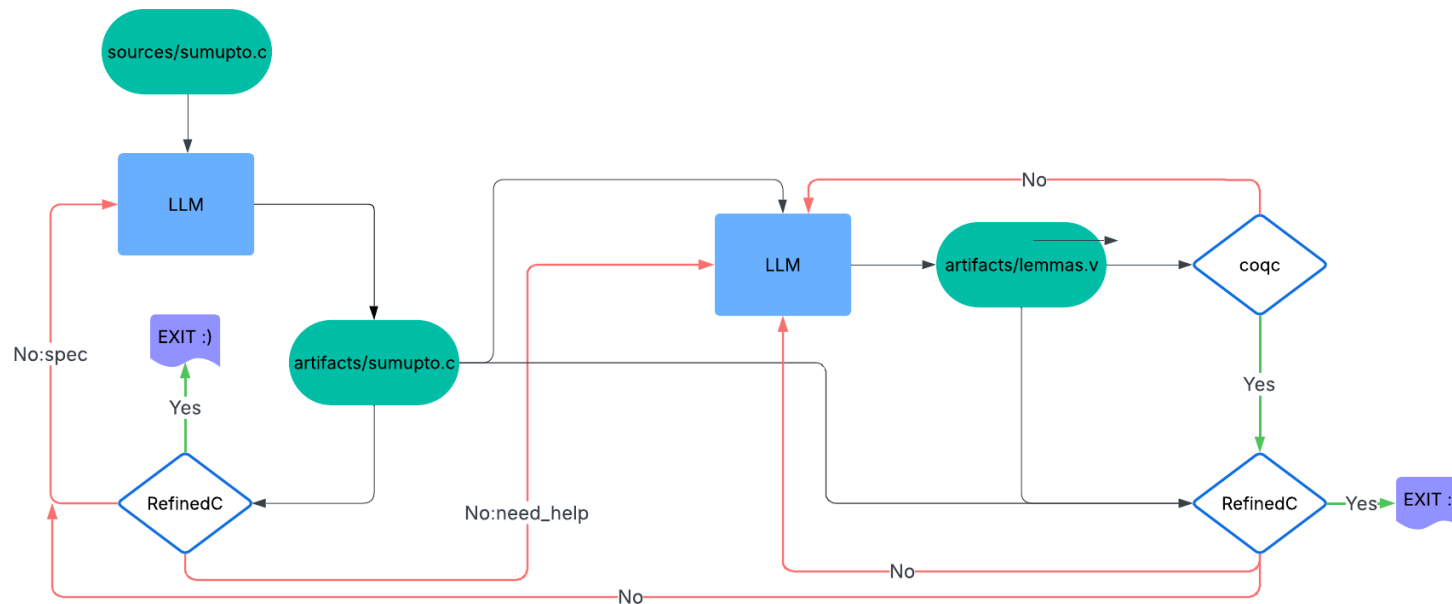 sources/sumupto.c
LLM
No
LLM
artifacts/lemmas.v
coqc
EXIT :)
No:spec
artifacts/sumupto.c
Yes
Yes
RefinedC
No:need_help
RefinedC
Yes
EXIT :
No
No